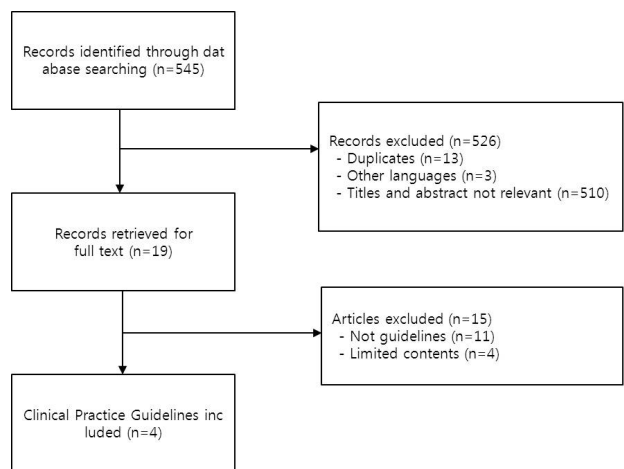 Records identified through dat
abase searching (n=545)
Records excluded (n=526)
- Duplicates (n=13)
- Other languages (n=3)
- Titles and abstract not relevant (n=510)
Records retrieved for
full text (n=19)
Articles excluded (n=15)
- Not guidelines (n=11)
- Limited contents (n=4)
Clinical Practice Guidelines inc
luded (n=4)